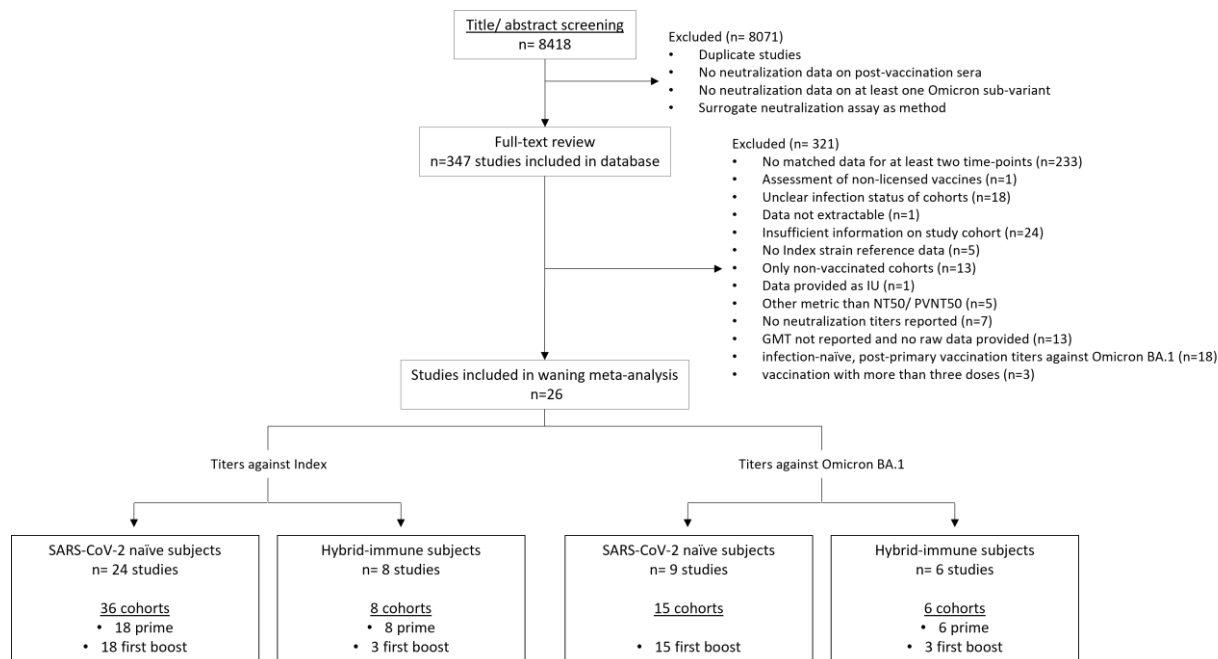 Title/ abstract screening
n= 8418
Excluded (n= 8071)
• Duplicate studies
• No neutralization data on post-vaccination sera
• No neutralization data on at least one Omicron sub-variant
• Surrogate neutralization assay as method
Full-text review
n=347 studies included in database
Excluded (n= 321)
• No matched data for at least two time-points (n=233)
• Assessment of non-licensed vaccines (n=1)
• Unclear infection status of cohorts (n=18)
• Data not extractable (n=1)
• Insufficient information on study cohort (n=24)
• No Index strain reference data (n=5)
• Only non-vaccinated cohorts (n=13)
• Data provided as IU (n=1)
• Other metric than NT50/ PVNT50 (n=5)
• No neutralization titers reported (n=7)
• GMT not reported and no raw data provided (n=13)
• infection-naïve, post-primary vaccination titers against Omicron BA.1 (n=18)
• vaccination with more than three doses (n=3)
Studies included in waning meta-analysis
n=26
Titers against Index
Titers against Omicron BA.1
SARS-CoV-2 naïve subjects
n= 24 studies
36 cohorts
• 18 prime
• 18 first boost
Hybrid-immune subjects
n= 8 studies
8 cohorts
• 8 prime
• 3 first boost
SARS-CoV-2 naïve subjects
n= 9 studies
15 cohorts
• 15 first boost
Hybrid-immune subjects
n= 6 studies
6 cohorts
• 6 prime
• 3 first boost